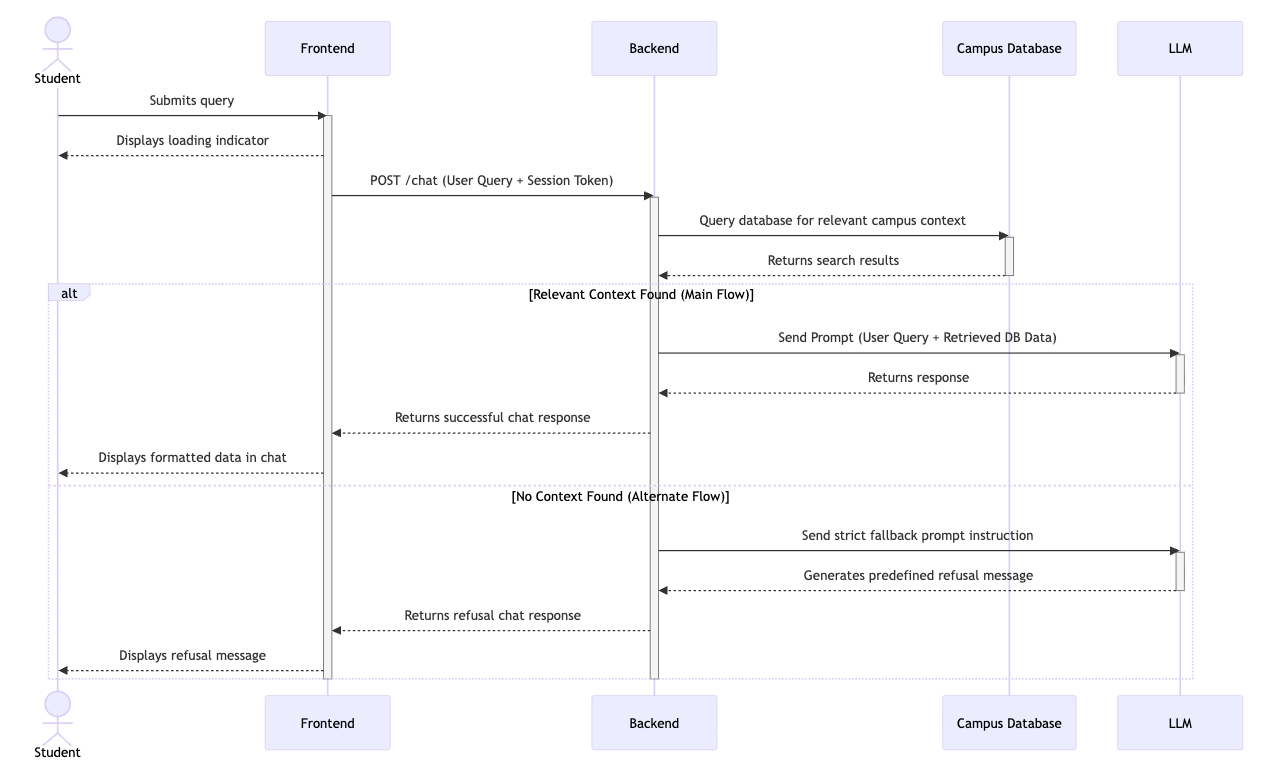 Student
Frontend
Backend
Campus Database
LLM
Submits query
Displays loading indicator
POST /chat (User Query + Session Token)
Query database for relevant campus context
Returns search results
alt
[Relevant Context Found (Main Flow)]
Send Prompt (User Query + Retrieved DB Data)
Returns response
Returns successful chat response
Displays formatted data in chat
[No Context Found (Alternate Flow)]
Send strict fallback prompt instruction
Generates predefined refusal message
Returns refusal chat response
Displays refusal message
Student
Frontend
Backend
Campus Database
LLM